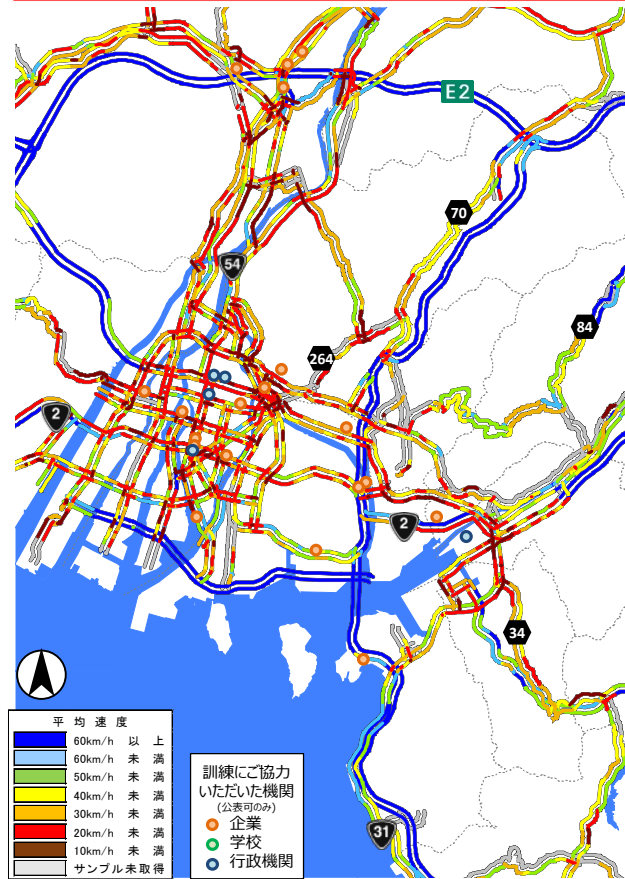 E2
70
54
84
264
2
2
34
31
平均速度
60km/h 以上
60km/h 未満
50km/h 未満
40km/h 未満
30km/h 未満
20km/h 未満
10km/h 未満
サンプル未取得
訓練にご協力
いただいた機関
(公表可のみ)
企業
学校
行政機関